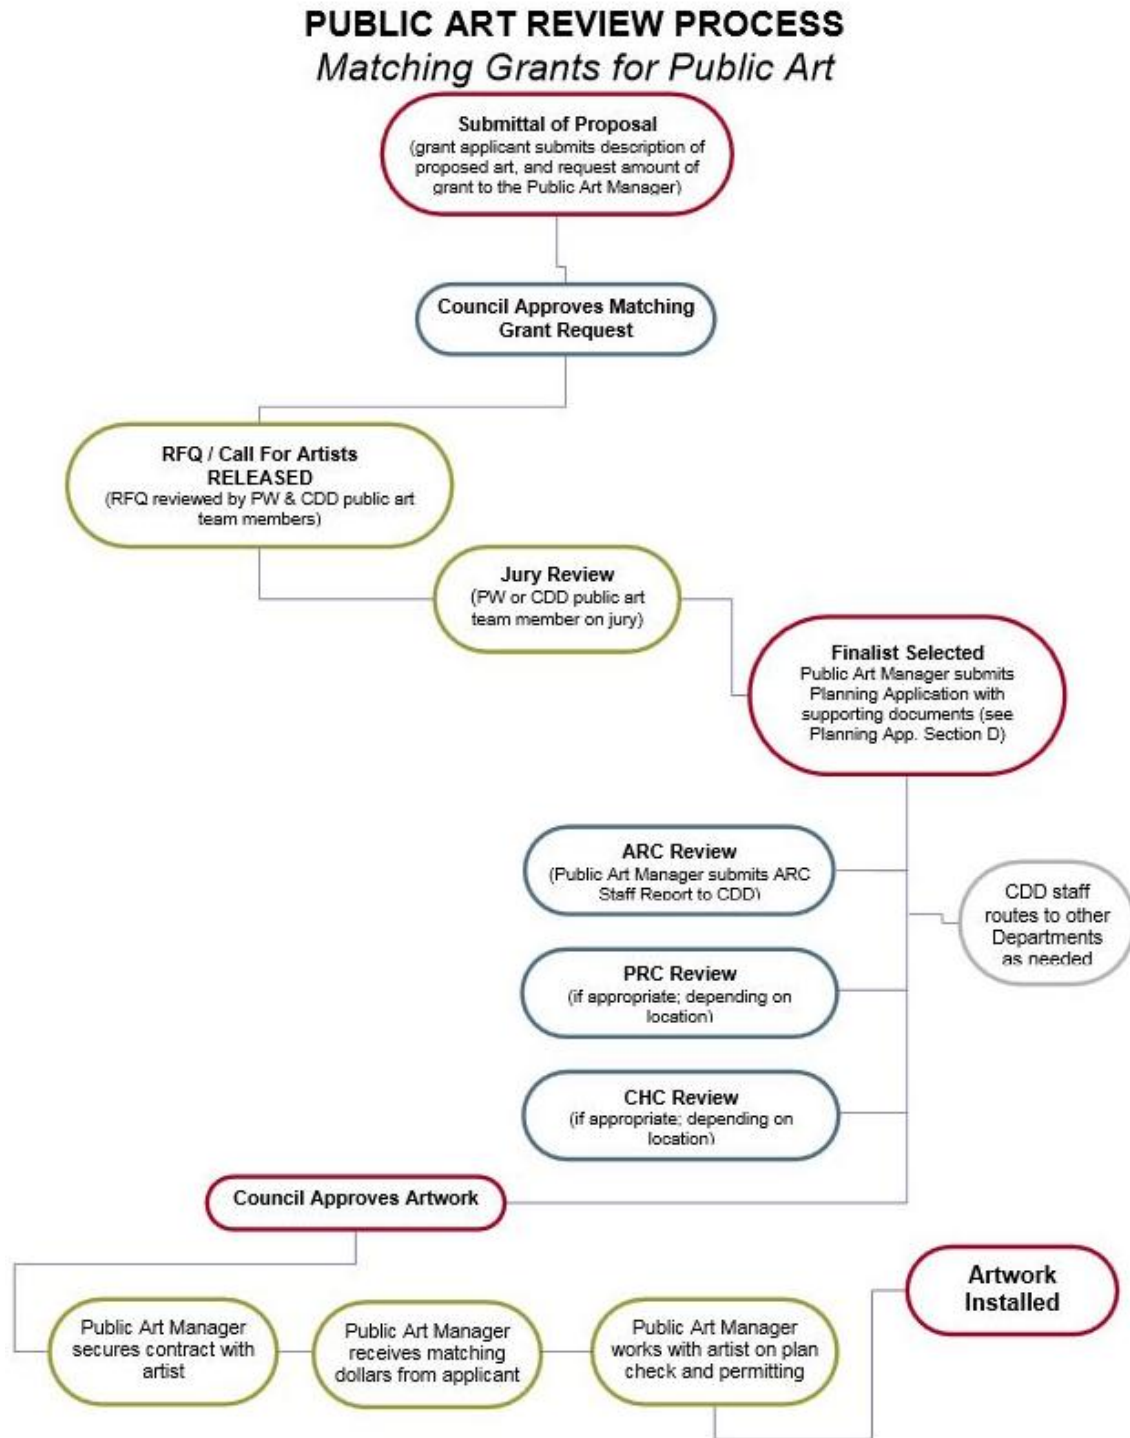 PUBLIC ART REVIEW PROCESS
Matching Grants for Public Art
Submittal of Proposal
(grant applicant submits description of
proposed art, and request amount of
grant to the Public Art Manager)
Council Approves Matching
Grant Request
RFQ / Call For Artists
RELEASED
(RFQ reviewed by PW & CDD public art
team members)
Jury Review
(PW or CDD public art
team member on jury)
Finalist Selected
Public Art Manager submits
Planning Application with
supporting documents (see
Planning App. Section D)
ARC Review
(Public Art Manager submits ARC
Staff Report to CDD)
CDD staff
routes to other
Departments
as needed
PRC Review
(if appropriate; depending on
location)
CHC Review
(if appropriate; depending on
location)
Council Approves Artwork
Public Art Manager
secures contract with
artist
Public Art Manager
receives matching
dollars from applicant
Public Art Manager
works with artist on plan
check and permitting
Artwork
Installed